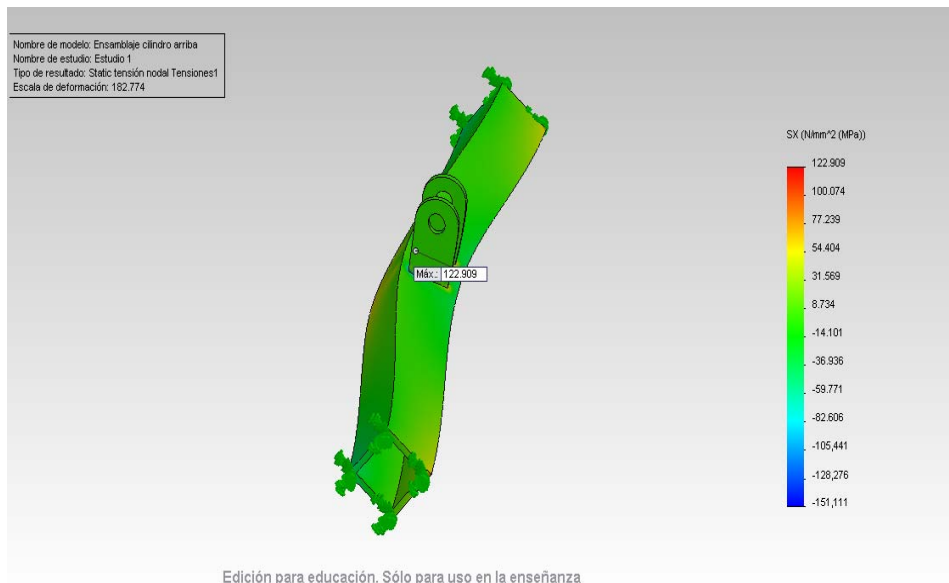 Nombre de modelo: Ensamblaje cilindro arriba
Nombre de estudio: Estudio 1
Tipo de resultado: Static tensión nodal Tensiones1
Escala de deformación: 182.774
SX (N/mm^2 (MPa))
122.909
100.074
77.239
54.404
31.569
8.734
-14.101
-36.936
-59.771
-82.606
-105,441
-128,276
-151,111
Máx.: 122.909
Edición para educación. Sólo para uso en la enseñanza